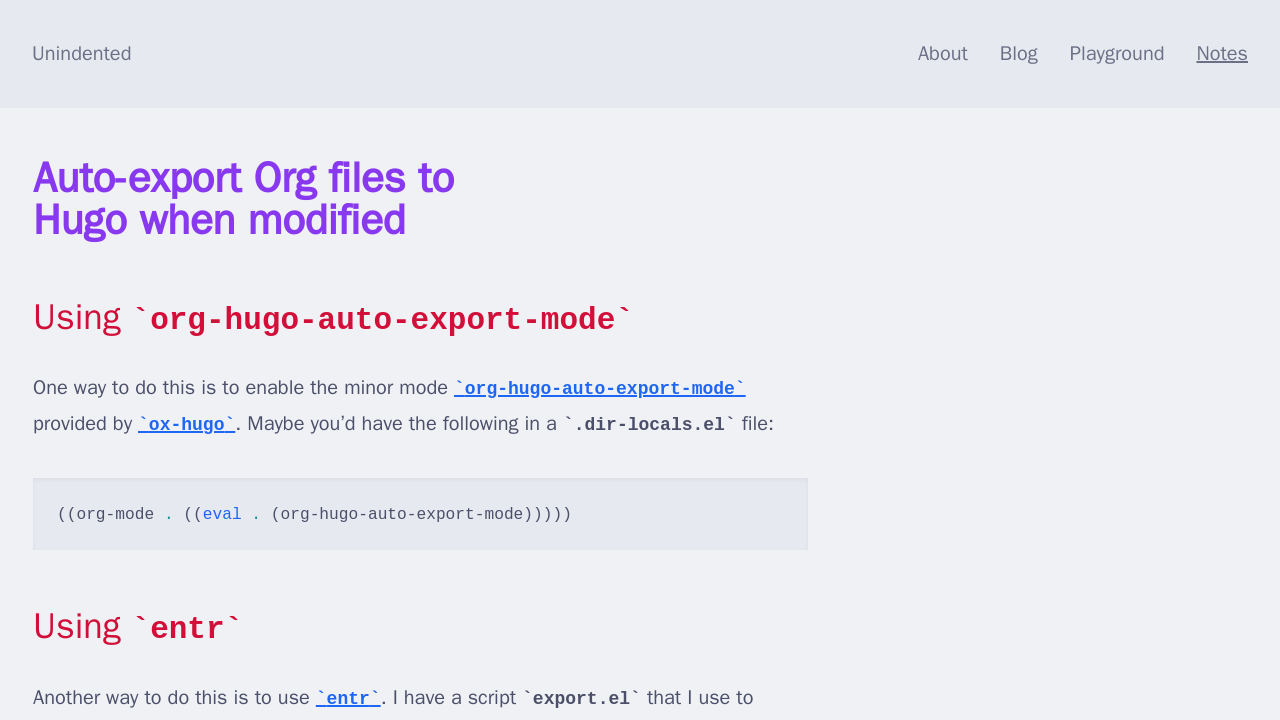 Unindented
About Blog Playground Notes
Auto-export Org files to
Hugo when modified
Using `org-hugo-auto-export-mode`
One way to do this is to enable the minor mode `org-hugo-auto-export-mode`
provided by `ox-hugo`. Maybe you’d have the following in a `.dir-locals.el` file:
((org-mode . ((eval . (org-hugo-auto-export-mode)))))
Using `entr`
Another way to do this is to use `entr`. I have a script `export.el` that I use to